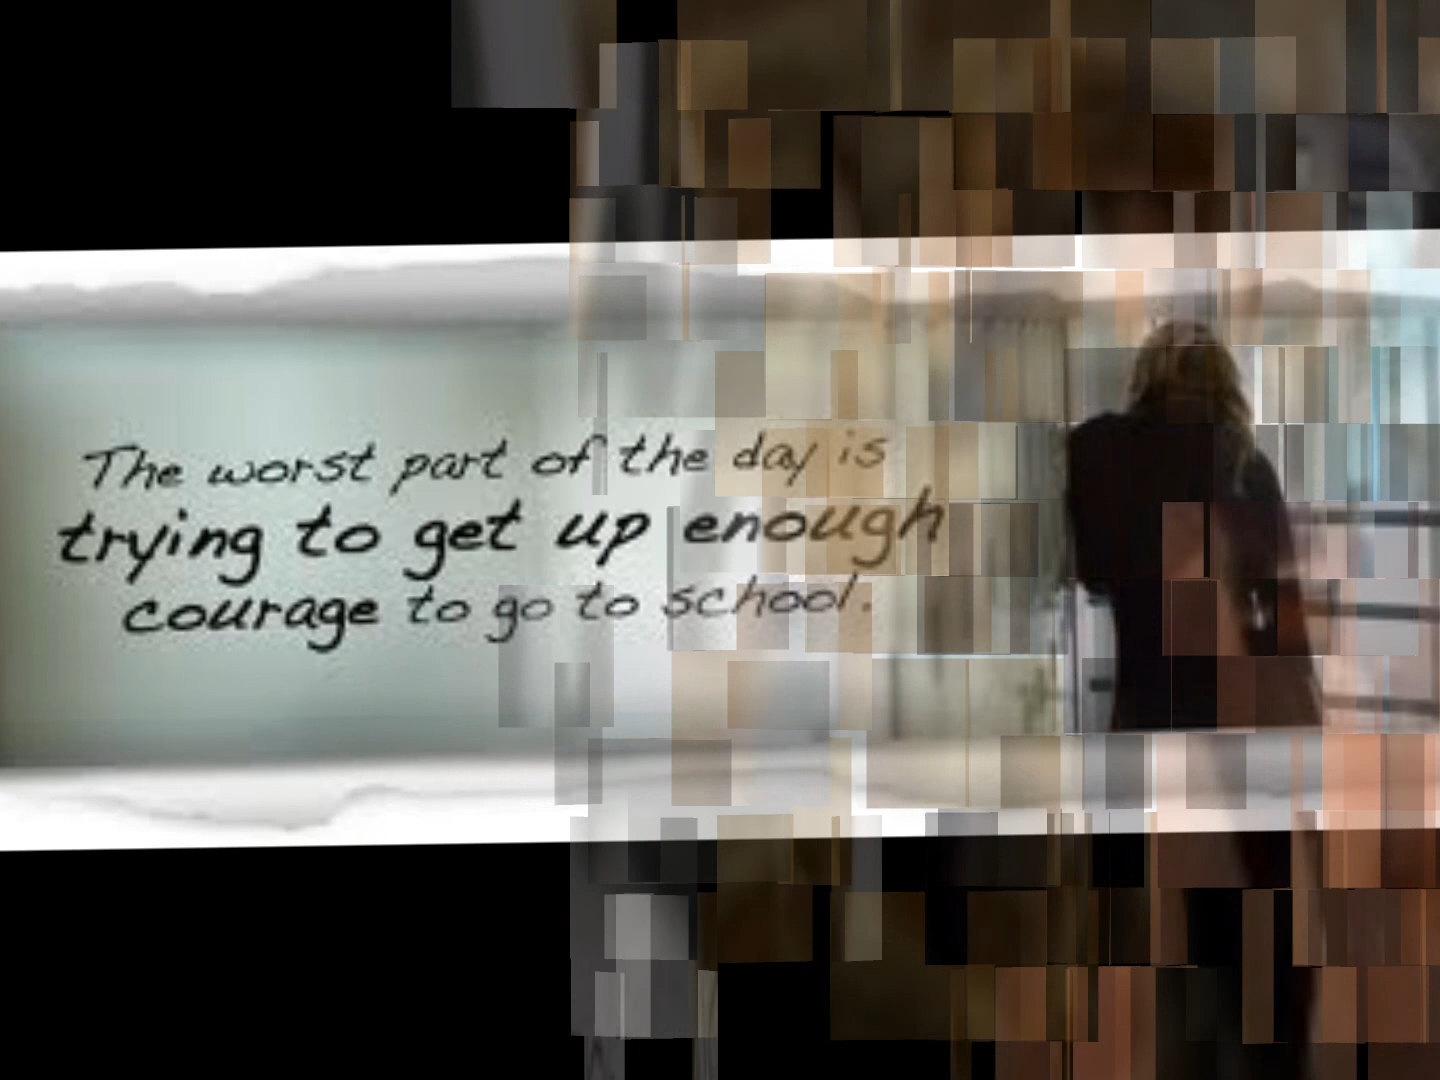 The worst part of the day is
trying to get up enough
courage to go to school.